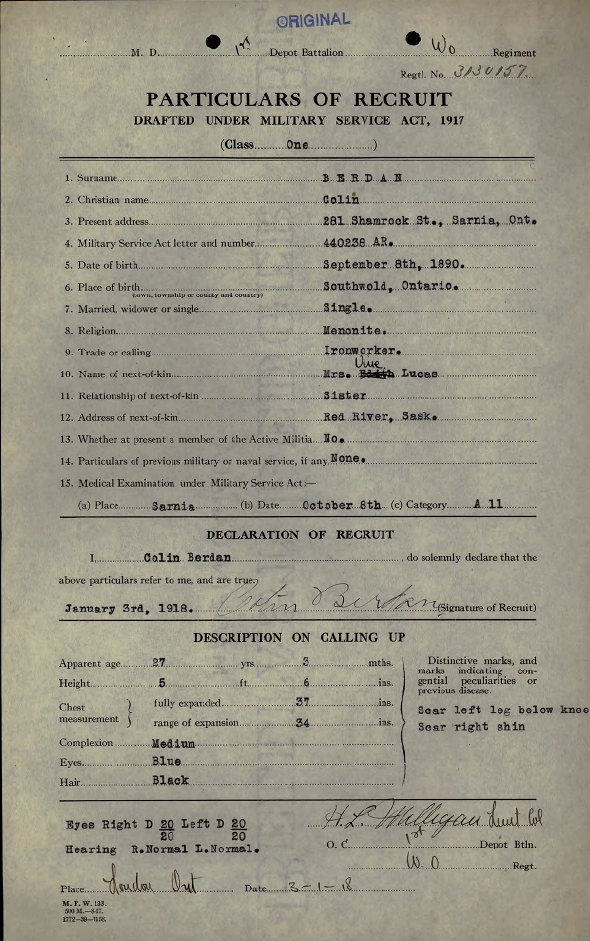 ©ORIGINAL
M. D. 1st Depot Battalion W O Regiment
Regtl. No. 3130157.
PARTICULARS OF RECRUIT
DRAFTED UNDER MILITARY SERVICE ACT, 1917
(Class One )
1. Surname BERDAN
2. Christian name Colin
3. Present address 281 Shamrock St., Sarnia, Ont.
4. Military Service Act letter and number 440238 AR.
5. Date of birth September 8th, 1890.
6. Place of birth Southwold, Ontario.
(town, township or county and country)
7. Married, widower or single Single.
8. Religion Menonite.
9. Trade or calling Ironworker.
10. Name of next-of-kin Mrs. Lucas
11. Relationship of next-of-kin Sister
12. Address of next-of-kin Red River, Sask.
13. Whether at present a member of the Active Militia No.
14. Particulars of previous military or naval service, if any None.
15. Medical Examination under Military Service Act:—
(a) Place Sarnia (b) Date October 8th (c) Category A 11
DECLARATION OF RECRUIT
I, Colin Berdan, do solemnly declare that the
above particulars refer to me, and are true.
January 3rd, 1918. Colin Berdan (Signature of Recruit)
DESCRIPTION ON CALLING UP
Apparent age 27 yrs 3 mths.
Height 5 ft. 6 ins.
Chest measurement } fully expanded 37 ins.
range of expansion 34 ins.
Complexion Medium
Eyes Blue
Hair Black
Distinctive marks, and
marks indicating con-
genital peculiarities or
previous disease.
Scar left leg below knee
Scar right shin
Eyes Right D 20/20 Left D 20/20
Hearing R.Normal L.Normal.
H.L. Milligan Lieut Col
O. C. 1st Depot Btln.
W. O Regt.
Place London Ont Date 3-1-18
M. F. W. 133.
500 M.—8-17.
1772-39-1158.